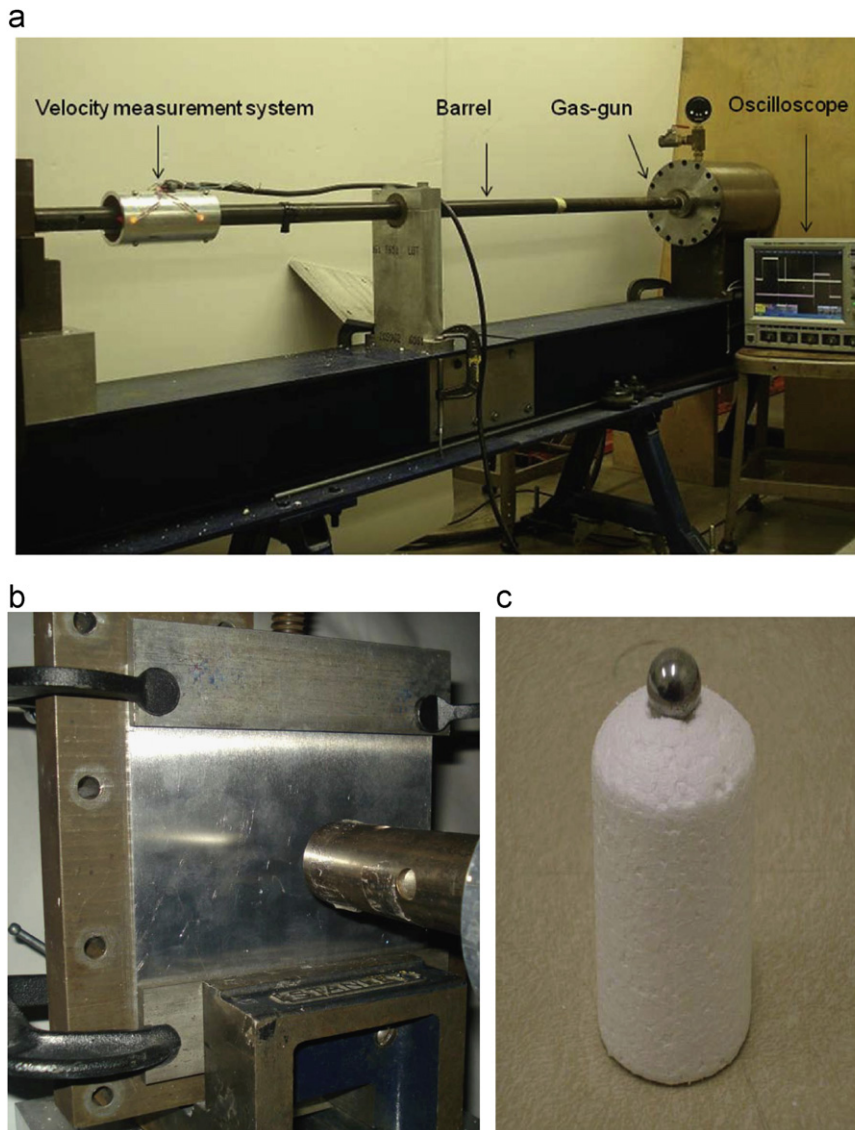 a
Velocity measurement system
Barrel
Gas-gun
Oscilloscope
b
c